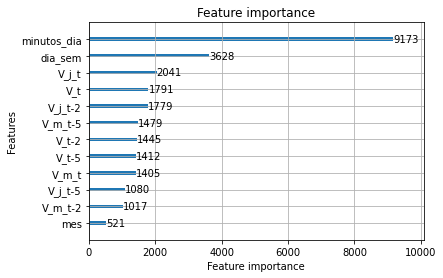 Feature importance
minutos_dia 9173
dia_sem 3628
V_j_t 2041
V_t 1791
V_j_t-2 1779
V_m_t-5 1479
V_t-2 1445
V_t-5 1412
V_m_t 1405
V_j_t-5 1080
V_m_t-2 1017
mes 521
Features
0 2000 4000 6000 8000 10000
Feature importance